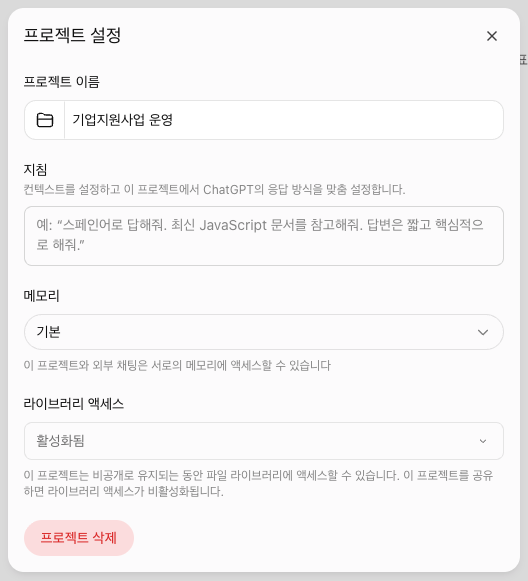 프로젝트 설정
프로젝트 이름
기업지원사업 운영
지침
컨텍스트를 설정하고 이 프로젝트에서 ChatGPT의 응답 방식을 맞춤 설정합니다.
예: “스페인어로 답해줘. 최신 JavaScript 문서를 참고해줘. 답변은 짧고 핵심적으
로 해줘.”
메모리
기본
이 프로젝트와 외부 채팅은 서로의 메모리에 액세스할 수 있습니다
라이브러리 액세스
활성화됨
이 프로젝트는 비공개로 유지되는 동안 파일 라이브러리에 액세스할 수 있습니다. 이 프로젝트를 공유
하면 라이브러리 액세스가 비활성화됩니다.
프로젝트 삭제